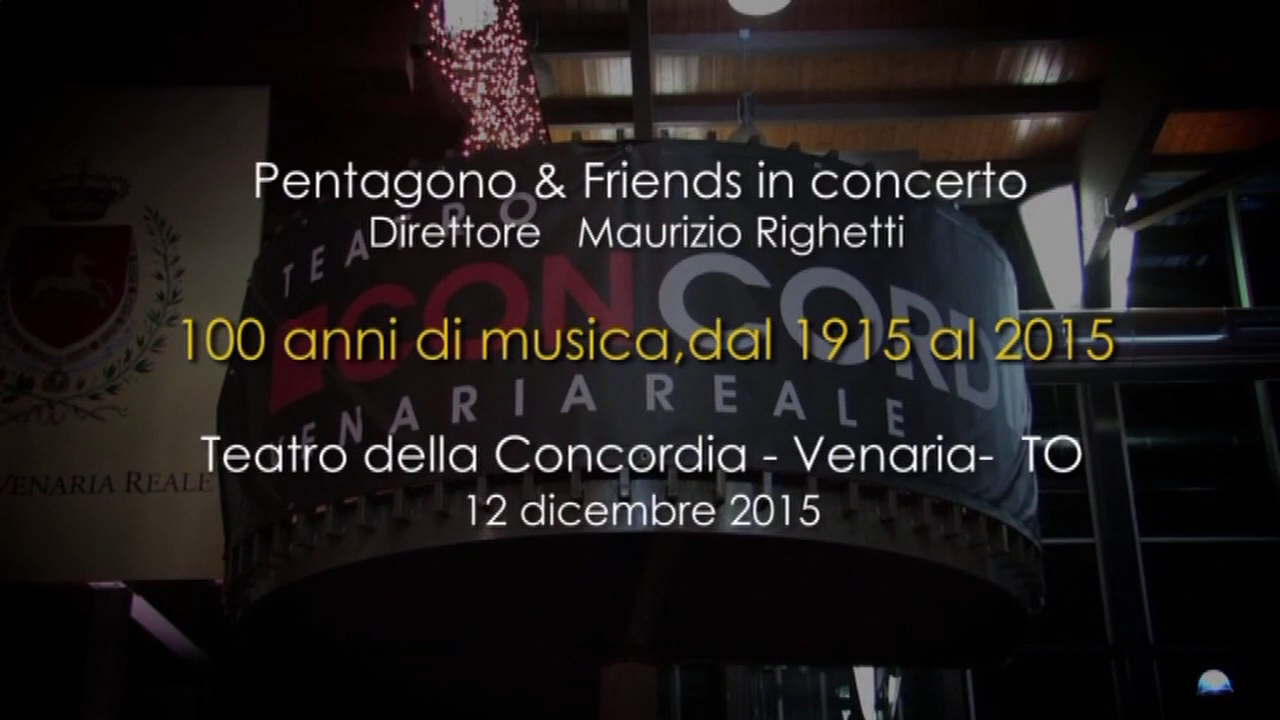 Pentagono & Friends in concerto
Direttore Maurizio Righetti
100 anni di musica,dal 1915 al 2015
Teatro della Concordia - Venaria- TO
12 dicembre 2015
TEATRO
CONCORD
VENARIA REALE
VENARIA REALE